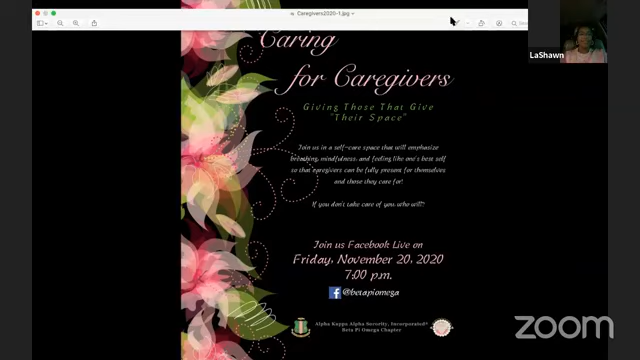 Caregivers2020-1.jpg
LaShawn
Caring
for Caregivers
Giving Those That Give
"Their Space"
Join us in a self-care space that will emphasize
breathing, mindfulness, and feeling like one's best self
so that caregivers can be fully present for themselves
and those they care for!
If you don't take care of you, who will?
Join us Facebook Live on
Friday, November 20, 2020
7:00 p.m.
@betapiomega
Alpha Kappa Alpha Sorority, Incorporated®
Beta Pi Omega Chapter
zoom